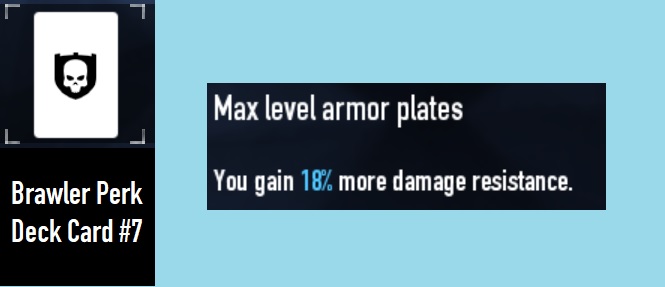 Brawler Perk
Deck Card #7
Max level armor plates
You gain 18% more damage resistance.